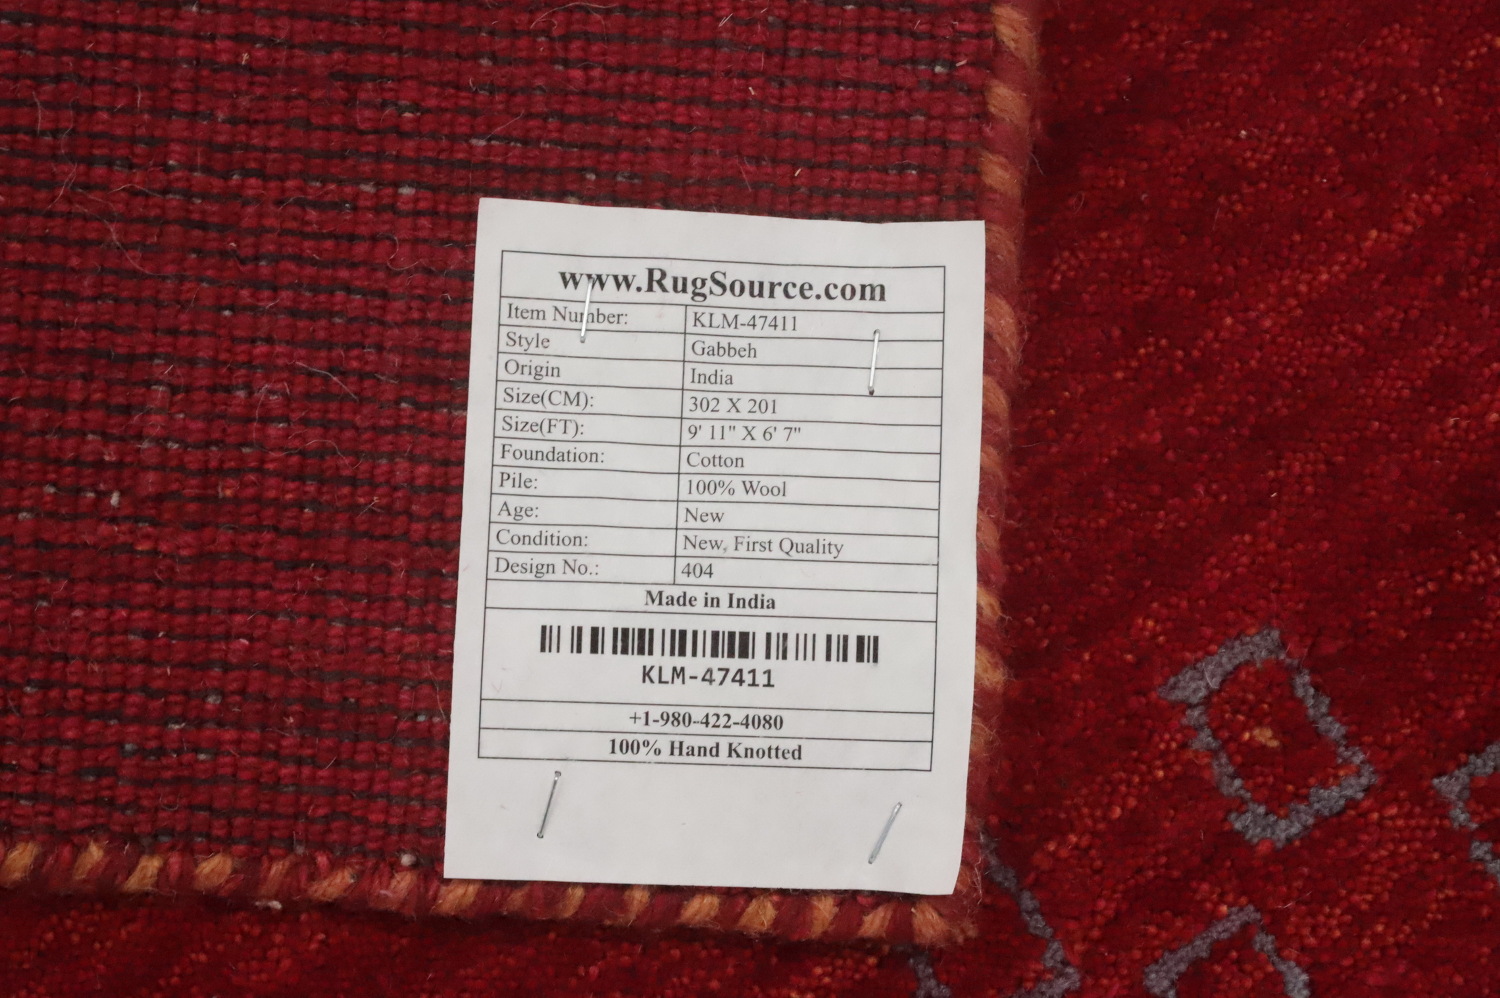 www.RugSource.com
Item Number: KLM-47411
Style Gabbeh
Origin India
Size(CM): 302 X 201
Size(FT): 9' 11" X 6' 7"
Foundation: Cotton
Pile: 100% Wool
Age: New
Condition: New, First Quality
Design No.: 404
Made in India
KLM-47411
+1-980-422-4080
100% Hand Knotted